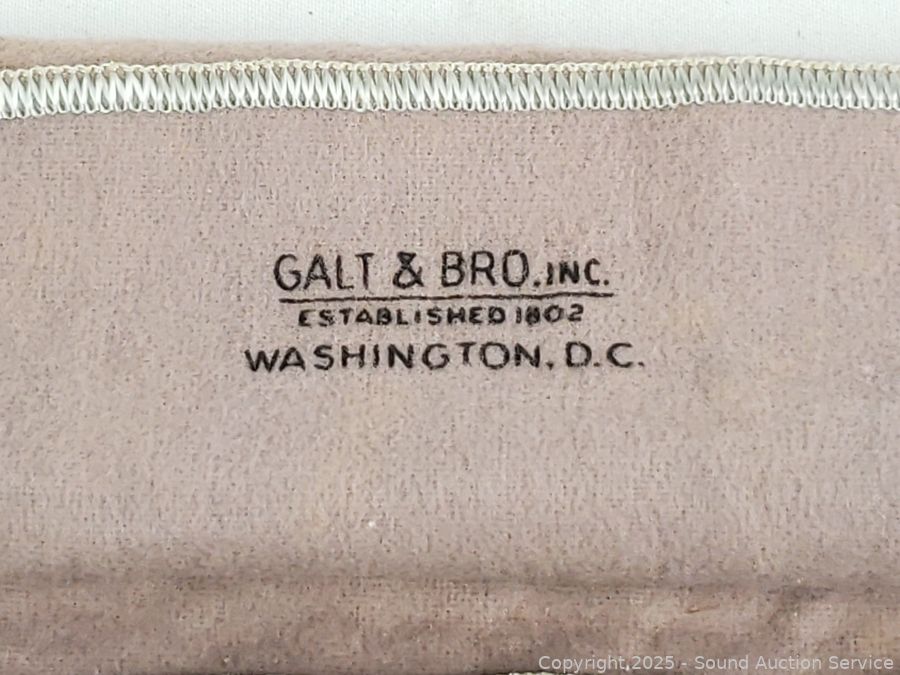 GALT & BRO. INC.
ESTABLISHED 1802
WASHINGTON, D.C.
Copyright 2025 - Sound Auction Service